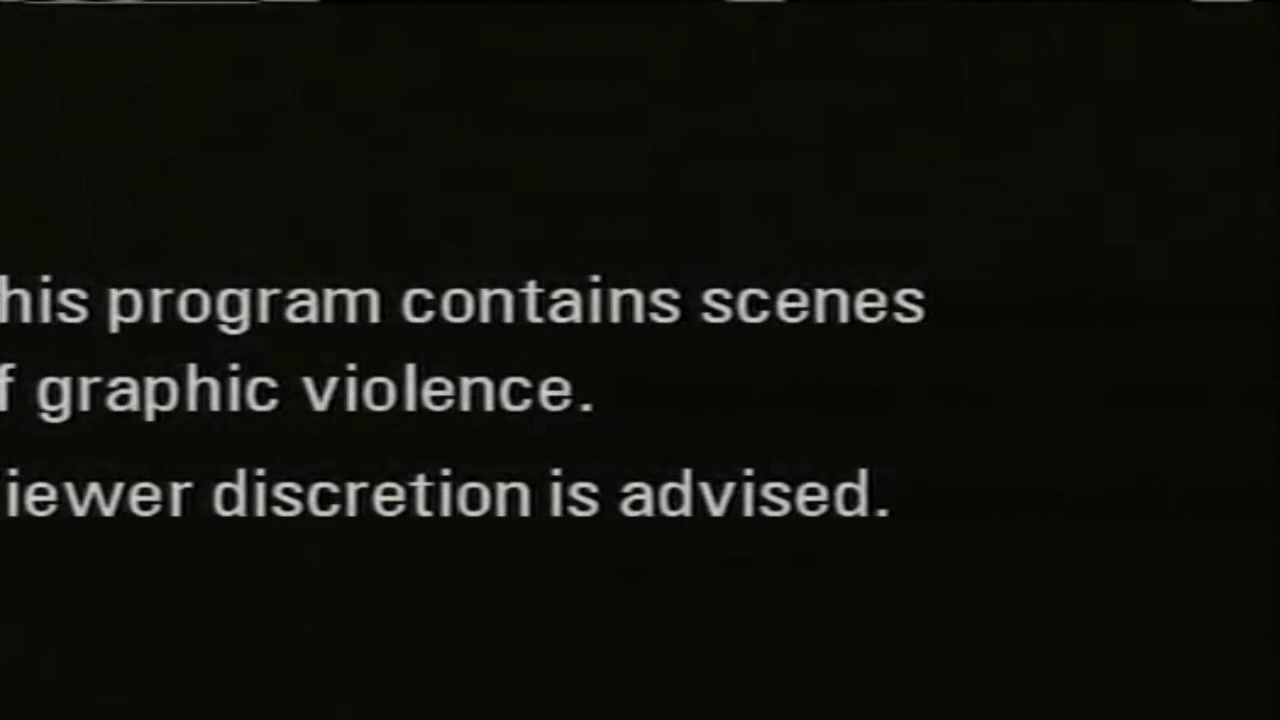 his program contains scenes
f graphic violence.
iewer discretion is advised.